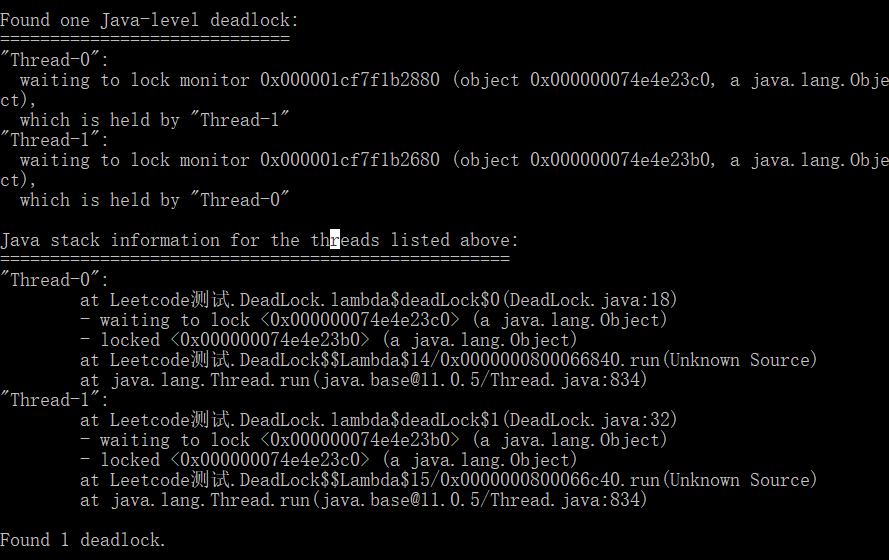 Found one Java-level deadlock:
=============================
"Thread-0":
  waiting to lock monitor 0x000001cf7f1b2880 (object 0x000000074e4e23c0, a java.lang.Obje
ct),
  which is held by "Thread-1"
"Thread-1":
  waiting to lock monitor 0x000001cf7f1b2680 (object 0x000000074e4e23b0, a java.lang.Obje
ct),
  which is held by "Thread-0"

Java stack information for the threads listed above:
===================================================
"Thread-0":
        at Leetcode测试.DeadLock.lambda$deadLock$0(DeadLock.java:18)
        - waiting to lock <0x000000074e4e23c0> (a java.lang.Object)
        - locked <0x000000074e4e23b0> (a java.lang.Object)
        at Leetcode测试.DeadLock$$Lambda$14/0x0000000800066840.run(Unknown Source)
        at java.lang.Thread.run(java.base@11.0.5/Thread.java:834)
"Thread-1":
        at Leetcode测试.DeadLock.lambda$deadLock$1(DeadLock.java:32)
        - waiting to lock <0x000000074e4e23b0> (a java.lang.Object)
        - locked <0x000000074e4e23c0> (a java.lang.Object)
        at Leetcode测试.DeadLock$$Lambda$15/0x0000000800066c40.run(Unknown Source)
        at java.lang.Thread.run(java.base@11.0.5/Thread.java:834)

Found 1 deadlock.